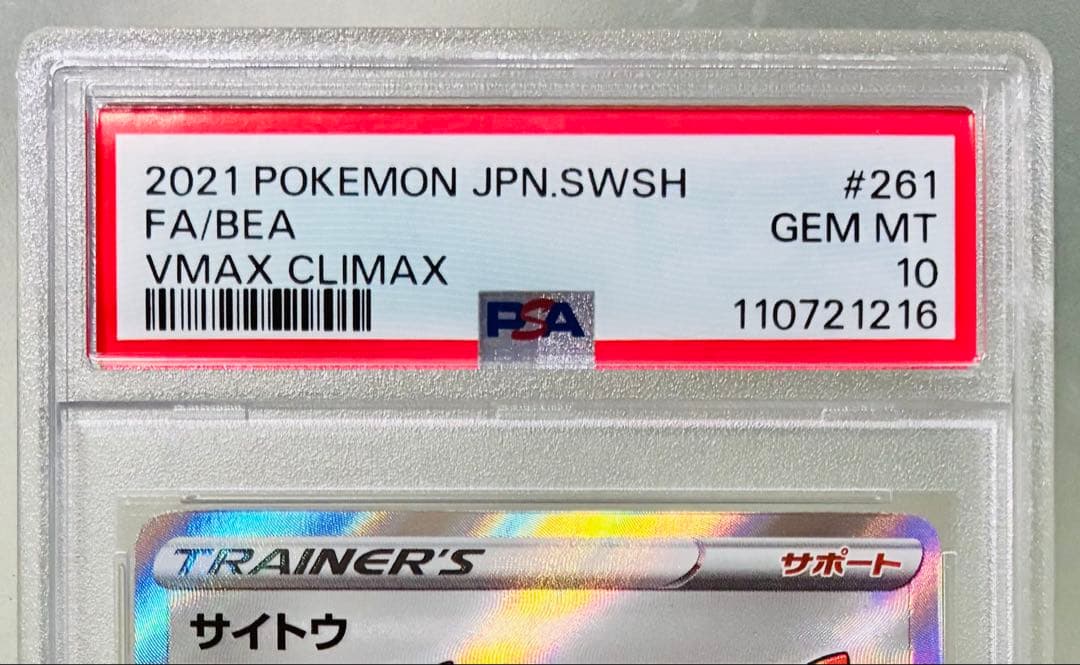 2021 POKEMON JPN.SWSH #261
FA/BEA GEM MT
VMAX CLIMAX 10
PSA 110721216
TRAINER'S サポート
サイトウ